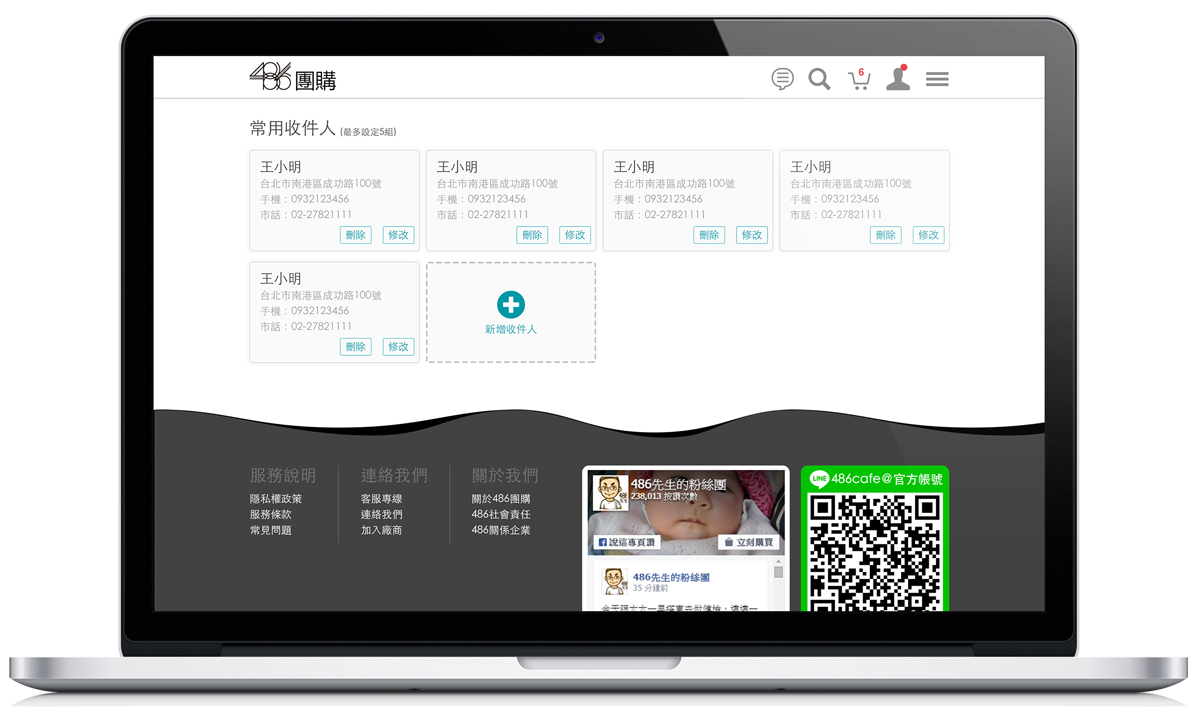 486團購
6
常用收件人 (最多設定5組)
王小明
台北市南港區成功路100號
手機：0932123456
市話：02-27821111
刪除 修改
王小明
台北市南港區成功路100號
手機：0932123456
市話：02-27821111
刪除 修改
王小明
台北市南港區成功路100號
手機：0932123456
市話：02-27821111
刪除 修改
王小明
台北市南港區成功路100號
手機：0932123456
市話：02-27821111
刪除 修改
王小明
台北市南港區成功路100號
手機：0932123456
市話：02-27821111
刪除 修改
新增收件人
服務說明
隱私權政策
服務條款
常見問題
連絡我們
客服專線
連絡我們
加入廠商
關於我們
關於486團購
486社會責任
486關係企業
486先生的粉絲團
238,013 按讚次數
說這專頁讚
立刻購買
486先生的粉絲團
35 分鐘前
LINE 486cafe@官方帳號